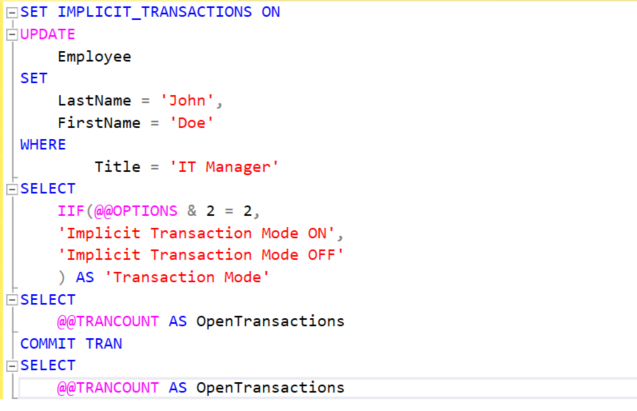 SET IMPLICIT_TRANSACTIONS ON
UPDATE
Employee
SET
LastName = 'John',
FirstName = 'Doe'
WHERE
Title = 'IT Manager'
SELECT
IIF(@@OPTIONS & 2 = 2,
'Implicit Transaction Mode ON',
'Implicit Transaction Mode OFF'
) AS 'Transaction Mode'
SELECT
@@TRANCOUNT AS OpenTransactions
COMMIT TRAN
SELECT
@@TRANCOUNT AS OpenTransactions